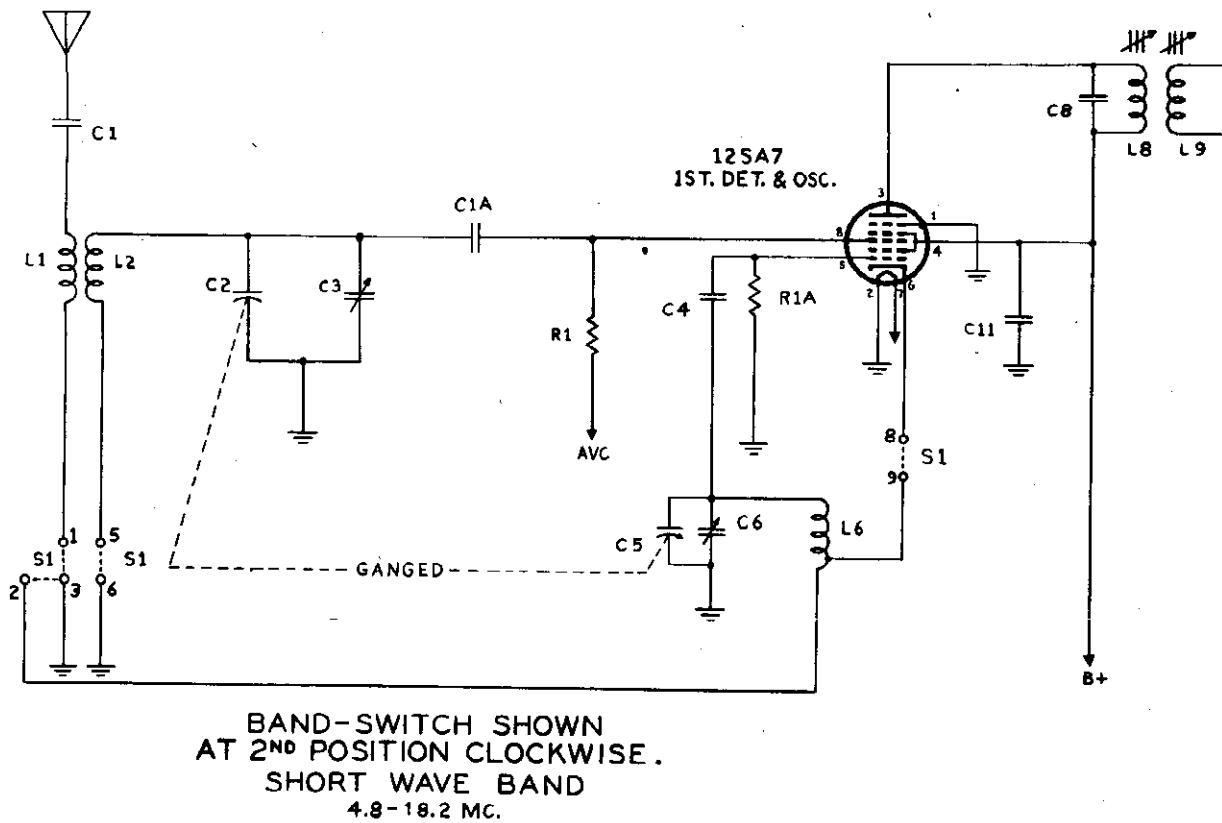 C1
C8
L8 L9
12SA7
1ST. DET. & OSC.
3
1
C1A
8
4
L1 L2
5
C2 C3
2 7 6
C4
R1A
R1
C11
AVC
8
S1
9
C5 C6
L6
1 5
S1 S1
GANGED
2 3 6
B+
BAND-SWITCH SHOWN
AT 2ND POSITION CLOCKWISE.
SHORT WAVE BAND
4.8-18.2 MC.